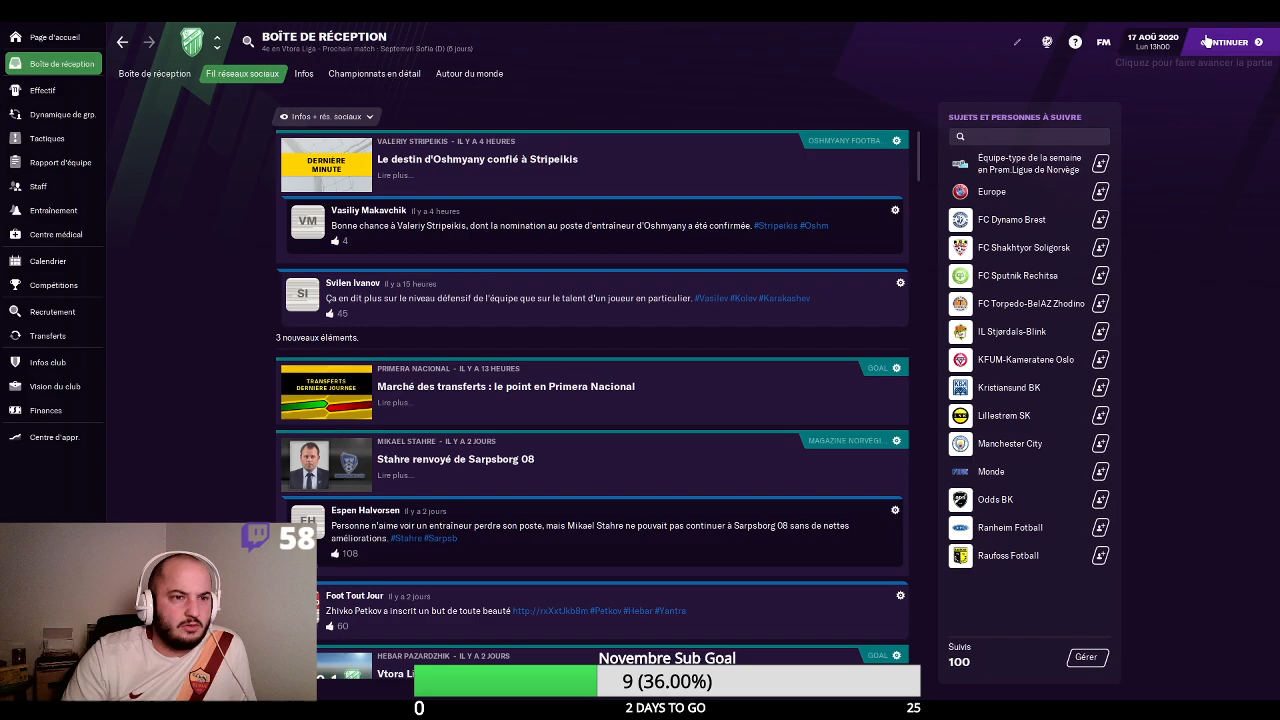 Page d'accueil
Boîte de réception
Effectif
Dynamique de grp.
Tactiques
Rapport d'équipe
Staff
Entraînement
Centre médical
Calendrier
Compétitions
Recrutement
Transferts
Infos club
Vision du club
Finances
Centre d'appr.
BOÎTE DE RÉCEPTION
4e en Vtora Liga - Prochain match : Septemvri Sofia (D) (6 jours)
FM
17 AOÛ 2020
Lun 13h00
CONTINUER
Cliquez pour faire avancer la partie
Boîte de réception
Fil réseaux sociaux
Infos
Championnats en détail
Autour du monde
Infos + rés. sociaux
VALERIY STRIPEIKIS - IL Y A 4 HEURES
OSHMYANY FOOTBA...
DERNIÈRE
MINUTE
Le destin d'Oshmyany confié à Stripeikis
Lire plus...
VM
Vasiliy Makavchik il y a 4 heures
Bonne chance à Valeriy Stripeikis, dont la nomination au poste d'entraîneur d'Oshmyany a été confirmée. #Stripeikis #Oshm
4
SI
Svilen Ivanov il y a 15 heures
Ça en dit plus sur le niveau défensif de l'équipe que sur le talent d'un joueur en particulier. #Vasilev #Kolev #Karakashev
45
3 nouveaux éléments.
PRIMERA NACIONAL - IL Y A 13 HEURES
GOAL
TRANSFERTS
DERNIÈRE JOURNÉE
Marché des transferts : le point en Primera Nacional
Lire plus...
MIKAEL STAHRE - IL Y A 2 JOURS
MAGAZINE NORVÉGI...
Stahre renvoyé de Sarpsborg 08
Lire plus...
EH
Espen Halvorsen il y a 2 jours
Personne n'aime voir un entraîneur perdre son poste, mais Mikael Stahre ne pouvait pas continuer à Sarpsborg 08 sans de nettes
améliorations. #Stahre #Sarpsb
108
Foot Tout Jour il y a 2 jours
Zhivko Petkov a inscrit un but de toute beauté http://rxXxtJkb8m #Petkov #Hebar #Yantra
60
HEBAR PAZARDZHIK - IL Y A 2 JOURS
GOAL
Vtora Li
SUJETS ET PERSONNES À SUIVRE
Équipe-type de la semaine
en Prem.Ligue de Norvège
Europe
FC Dynamo Brest
FC Shakhtyor Soligorsk
FC Sputnik Rechitsa
FC Torpedo-BelAZ Zhodino
IL Stjørdals-Blink
KFUM-Kameratene Oslo
Kristiansund BK
Lillestrøm SK
Manchester City
Monde
Odds BK
Ranheim Fotball
Raufoss Fotball
Suivis
100
Gérer
58
Novembre Sub Goal
9 (36.00%)
0
2 DAYS TO GO
25